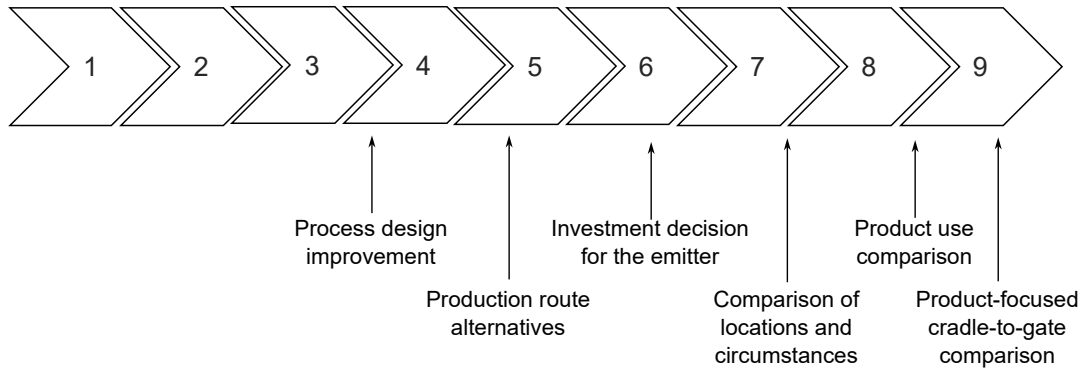 1
2
3
4
5
6
7
8
9
Process design
improvement
Production route
alternatives
Investment decision
for the emitter
Comparison of
locations and
circumstances
Product use
comparison
Product-focused
cradle-to-gate
comparison